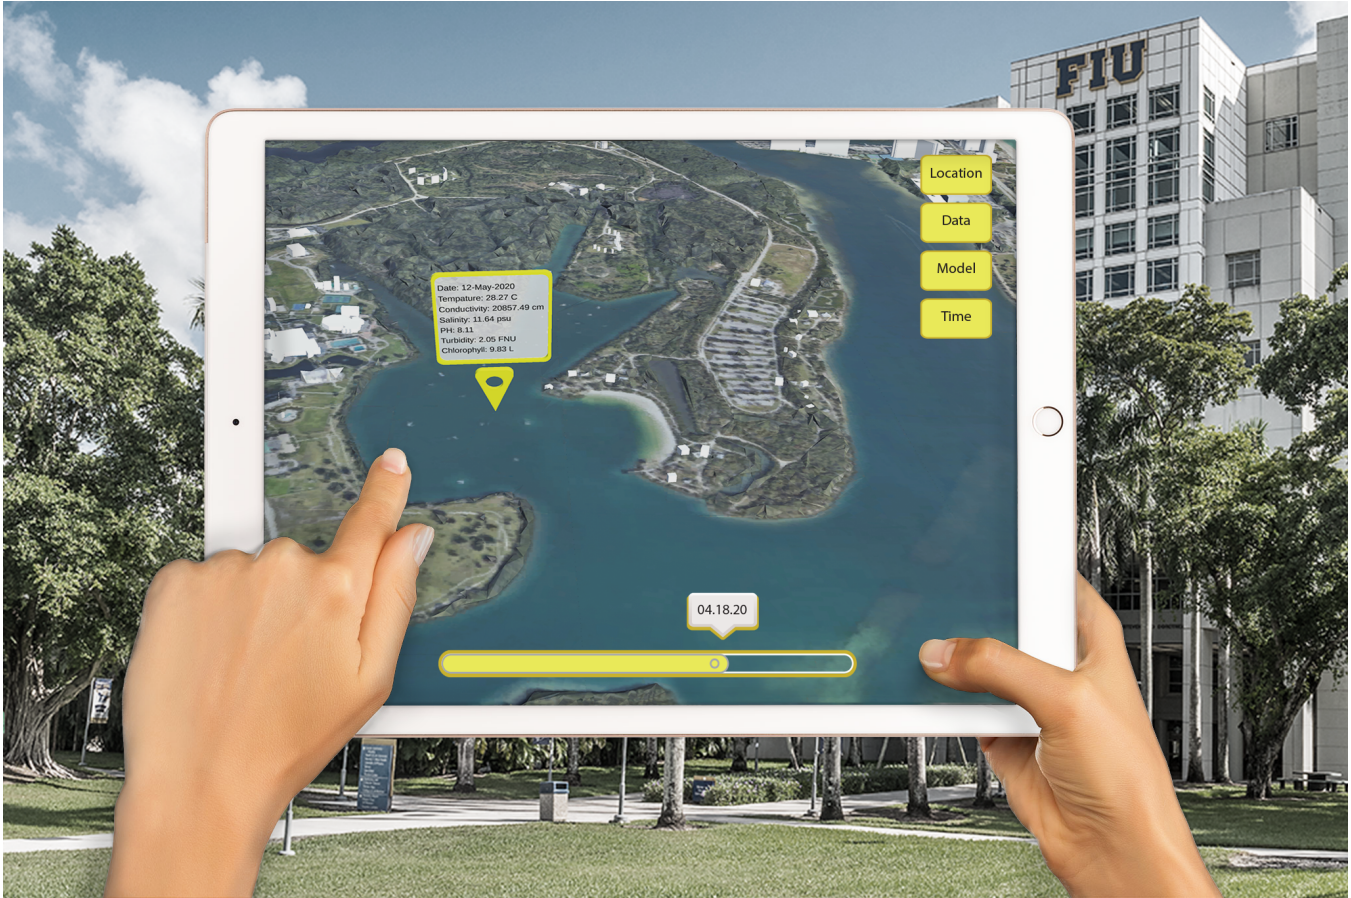 FIU
Location
Data
Model
Time
Date: 12-May-2020
Tempature: 28.27 C
Conductivity: 20857.49 cm
Salinity: 11.64 psu
PH: 8.11
Turbidity: 2.05 FNU
Chlorophyll: 9.83 L
04.18.20